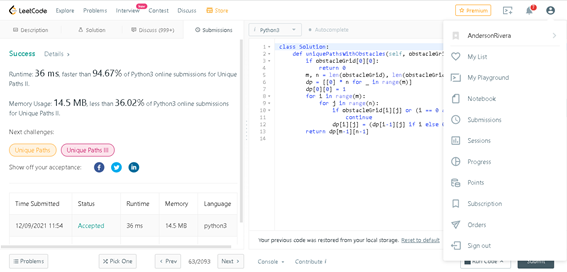 LeetCode
Explore
Problems
Interview
New
Contest
Discuss
Store
Premium
Description
Solution
Discuss (999+)
Submissions
Python3
Autocomplete
Success
Details
Runtime: 36 ms, faster than 94.67% of Python3 online submissions for Unique
Paths II.
Memory Usage: 14.5 MB, less than 36.02% of Python3 online submissions
for Unique Paths II.
Next challenges:
Unique Paths
Unique Paths III
Show off your acceptance:
Time Submitted
Status
Runtime
Memory
Language
12/09/2021 11:54
Accepted
36 ms
14.5 MB
python3
1 class Solution:
2 def uniquePathsWithObstacles(self, obstacleGrid
3 if obstacleGrid[0][0]:
4 return 0
5 m, n = len(obstacleGrid), len(obstacleGrid
6 dp = [[0] * n for _ in range(m)]
7 dp[0][0] = 1
8 for i in range(m):
9 for j in range(n):
10 if obstacleGrid[i][j] or (i == 0
11 continue
12 dp[i][j] = (dp[i-1][j] if i else 0
13 return dp[m-1][n-1]
14
AndersonRivera
My List
My Playground
Notebook
Submissions
Sessions
Progress
Points
Subscription
Orders
Sign out
Your previous code was restored from your local storage. Reset to default
Problems
Pick One
Prev
63/2093
Next
Console
Contribute
Run Code
Submit